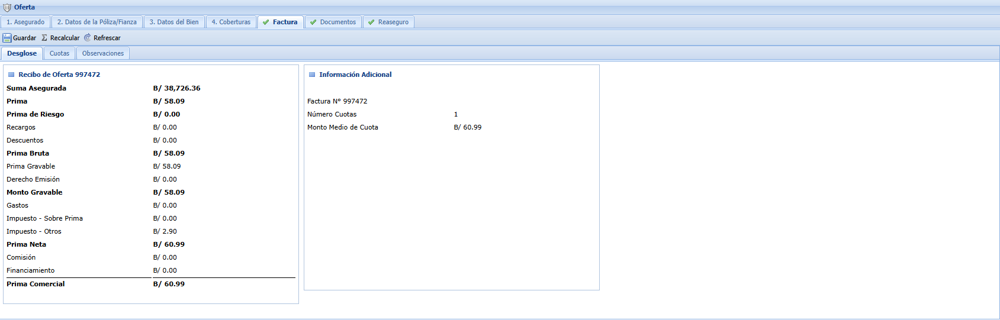 Oferta
1. Asegurado 2. Datos de la Póliza/Fianza 3. Datos del Bien 4. Coberturas Factura Documentos Reaseguro
Guardar Recalcular Refrescar
Desglose Cuotas Observaciones
Recibo de Oferta 997472
Suma Asegurada B/ 38,726.36
Prima B/ 58.09
Prima de Riesgo B/ 0.00
Recargos B/ 0.00
Descuentos B/ 0.00
Prima Bruta B/ 58.09
Prima Gravable B/ 58.09
Derecho Emisión B/ 0.00
Monto Gravable B/ 58.09
Gastos B/ 0.00
Impuesto - Sobre Prima B/ 0.00
Impuesto - Otros B/ 2.90
Prima Neta B/ 60.99
Comisión B/ 0.00
Financiamiento B/ 0.00
Prima Comercial B/ 60.99
Información Adicional
Factura N° 997472
Número Cuotas 1
Monto Medio de Cuota B/ 60.99